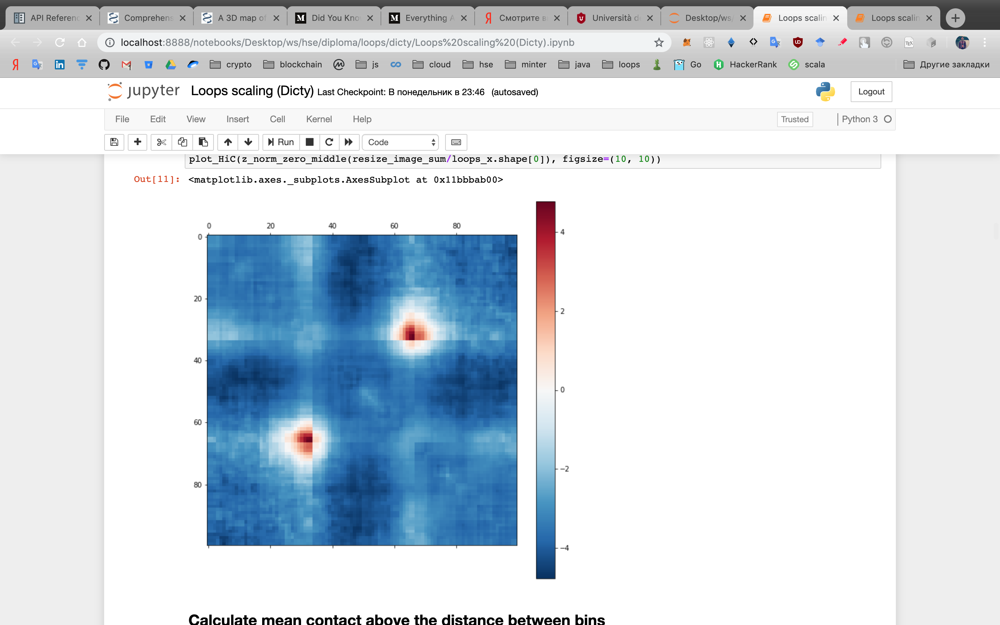 API Referenc
Comprehens
A 3D map of
Did You Kno
Everything A
Смотрите в
Università d
Desktop/ws/
Loops scalin
Loops scalin
localhost:8888/notebooks/Desktop/ws/hse/diploma/loops/dicty/Loops%20scaling%20(Dicty).ipynb
crypto blockchain js cloud hse minter java loops Go HackerRank scala Другие закладки
jupyter Loops scaling (Dicty) Last Checkpoint: В понедельник в 23:46 (autosaved) Logout
File Edit View Insert Cell Kernel Help Trusted Python 3
Run Code
plot_HiC(z_norm_zero_middle(resize_image_sum/loops_x.shape[0]), figsize=(10, 10))
Out[11]: <matplotlib.axes._subplots.AxesSubplot at 0x11bbbab00>
0 20 40 60 80
0
20
40
60
80
4
2
0
−2
−4
Calculate mean contact above the distance between bins